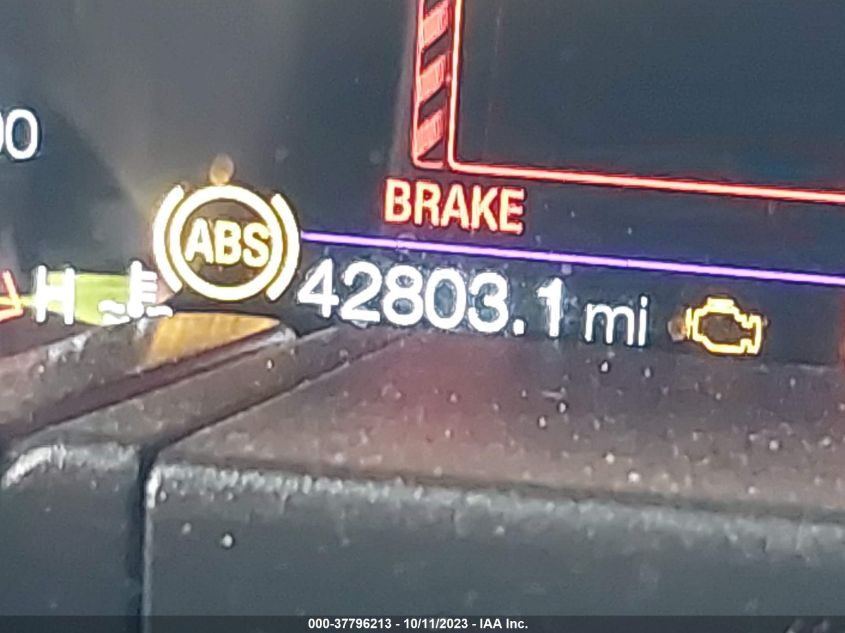 BRAKE
ABS
H
42803.1 mi
000-37796213 - 10/11/2023 - IAA Inc.